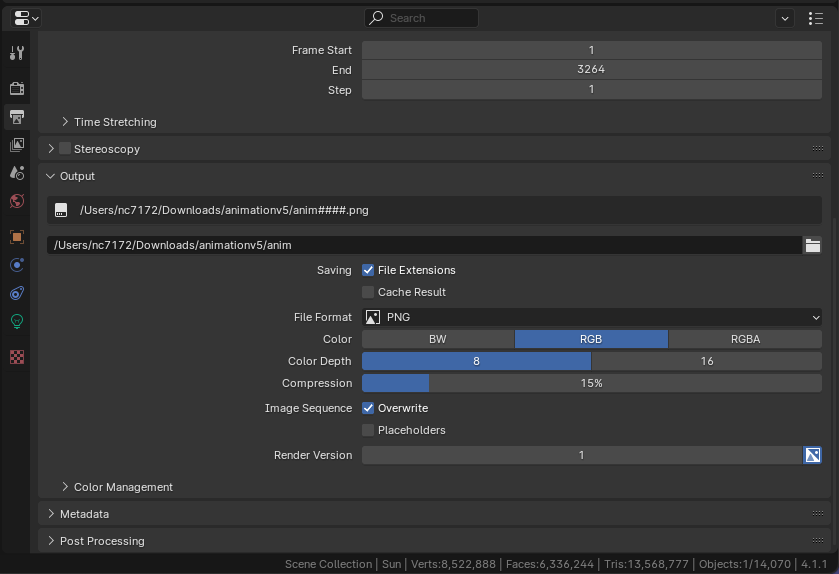 Search
Frame Start 1
End 3264
Step 1
Time Stretching
Stereoscopy
Output
/Users/nc7172/Downloads/animationv5/anim####.png
/Users/nc7172/Downloads/animationv5/anim
Saving File Extensions
Cache Result
File Format PNG
Color BW RGB RGBA
Color Depth 8 16
Compression 15%
Image Sequence Overwrite
Placeholders
Render Version 1
Color Management
Metadata
Post Processing
Scene Collection | Sun | Verts:8,522,888 | Faces:6,336,244 | Tris:13,568,777 | Objects:1/14,070 | 4.1.1